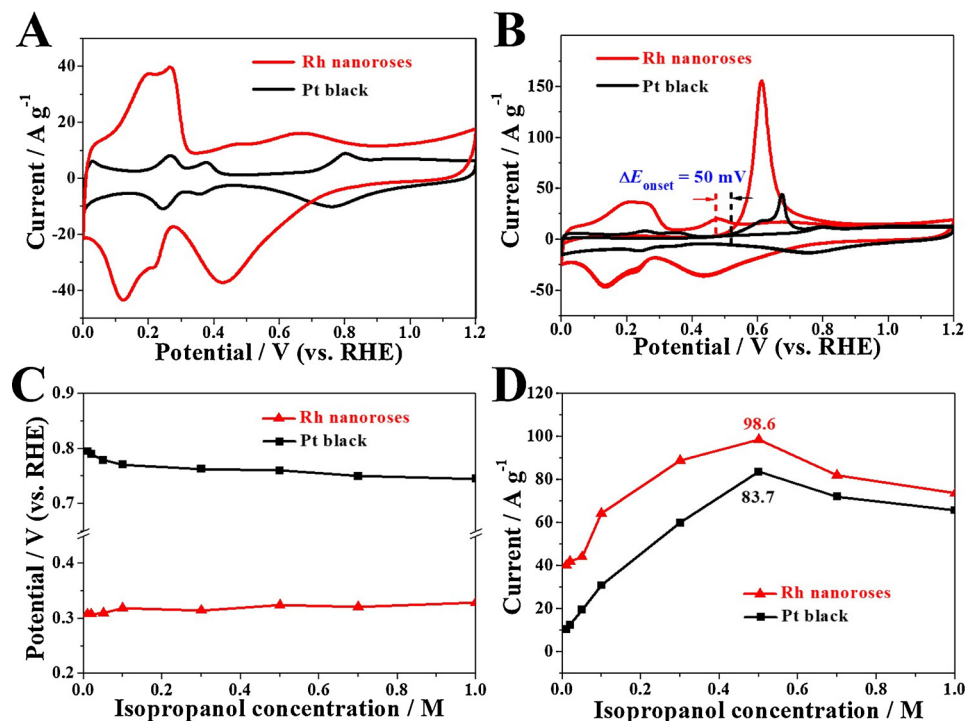 A
Rh nanoroses
Pt black
Current / A g⁻¹
40
20
0
-20
-40
0.0 0.2 0.4 0.6 0.8 1.0 1.2
Potential / V (vs. RHE)
B
Rh nanoroses
Pt black
ΔE_onset = 50 mV
Current / A g⁻¹
150
100
50
0
-50
0.0 0.2 0.4 0.6 0.8 1.0 1.2
Potential / V (vs. RHE)
C
Rh nanoroses
Pt black
Potential / V (vs. RHE)
0.9
0.8
0.7
0.4
0.3
0.2
0.0 0.2 0.4 0.6 0.8 1.0
Isopropanol concentration / M
D
98.6
83.7
Rh nanoroses
Pt black
Current / A g⁻¹
120
100
80
60
40
20
0
0.0 0.2 0.4 0.6 0.8 1.0
Isopropanol concentration / M